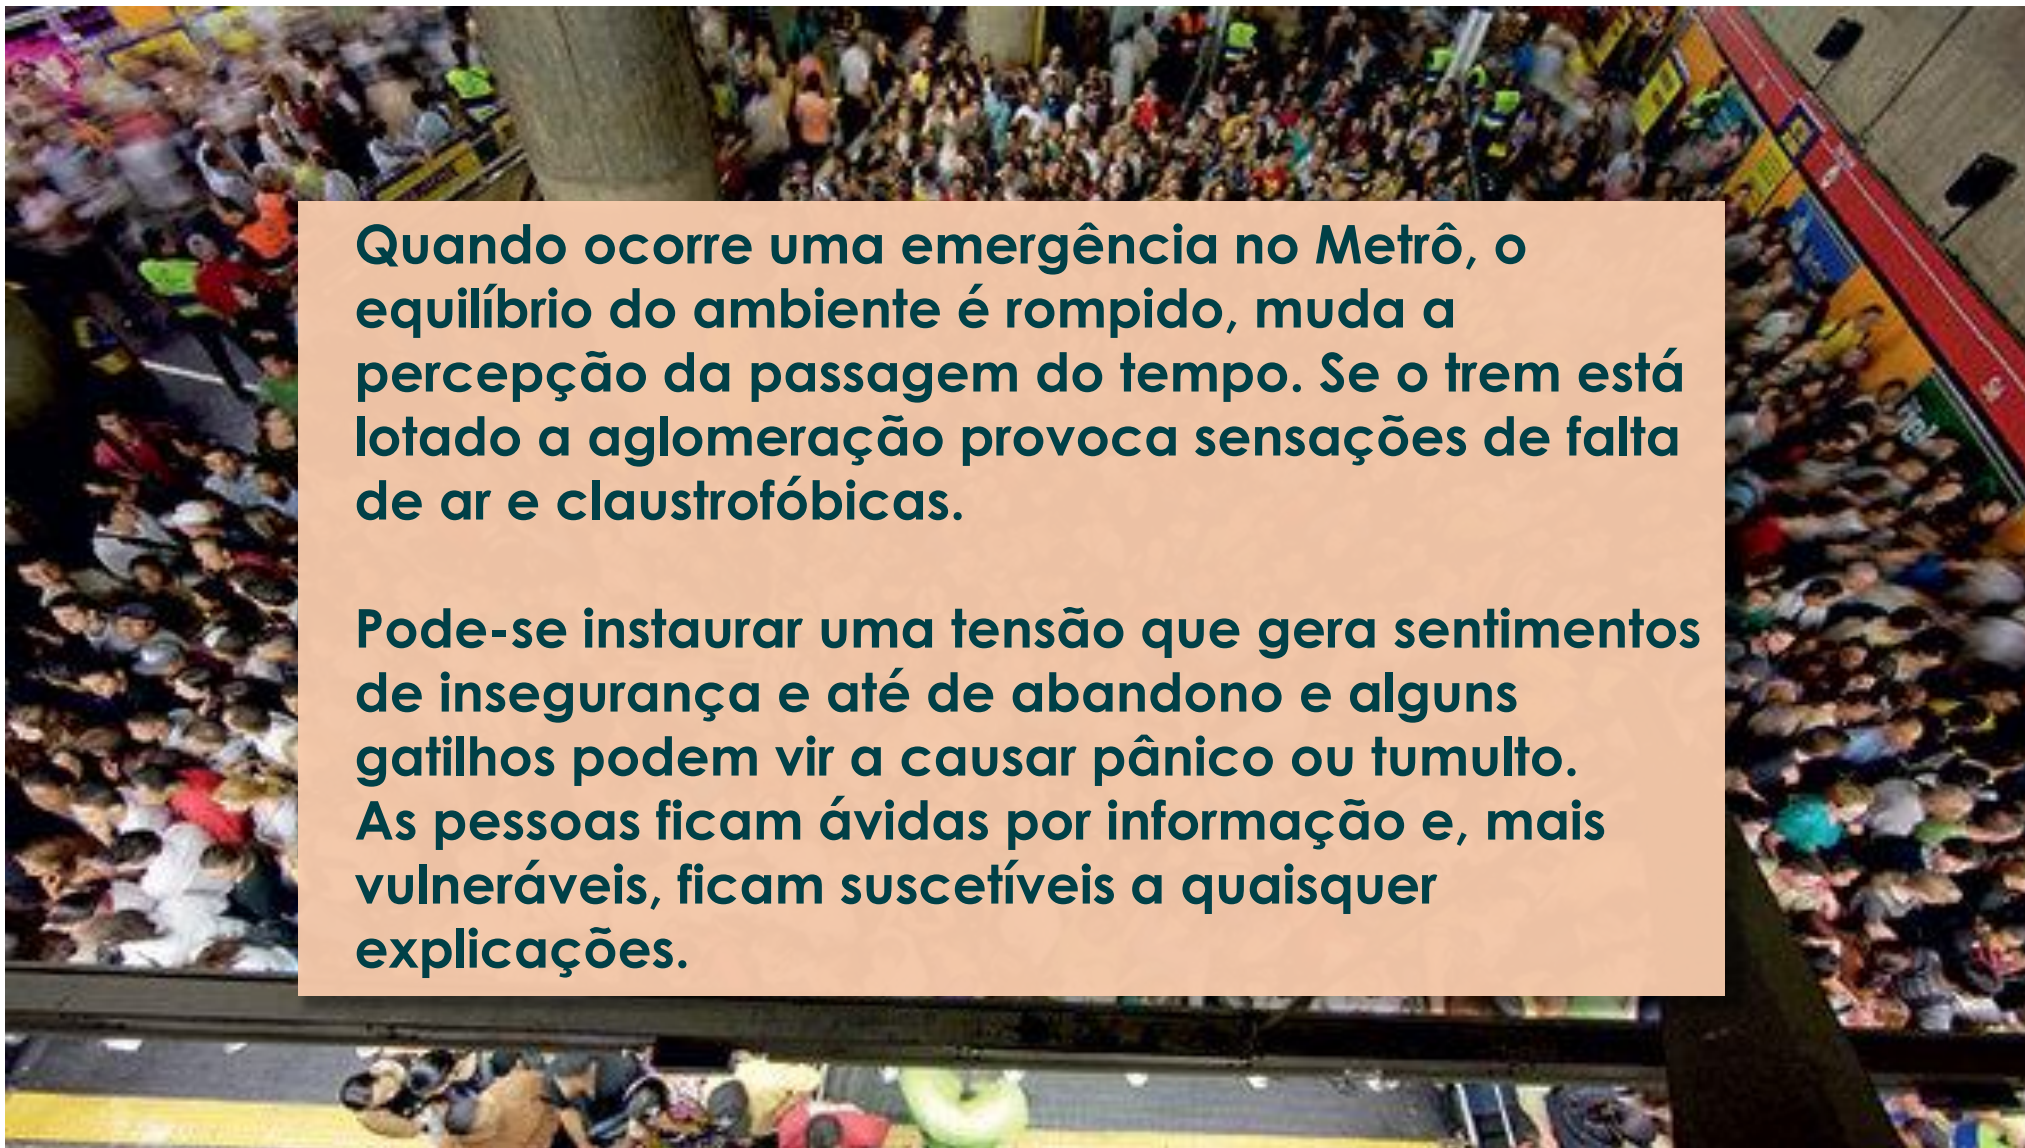 Quando ocorre uma emergência no Metrô, o
equilíbrio do ambiente é rompido, muda a
percepção da passagem do tempo. Se o trem está
lotado a aglomeração provoca sensações de falta
de ar e claustrofóbicas.
Pode-se instaurar uma tensão que gera sentimentos
de insegurança e até de abandono e alguns
gatilhos podem vir a causar pânico ou tumulto.
As pessoas ficam ávidas por informação e, mais
vulneráveis, ficam suscetíveis a quaisquer
explicações.